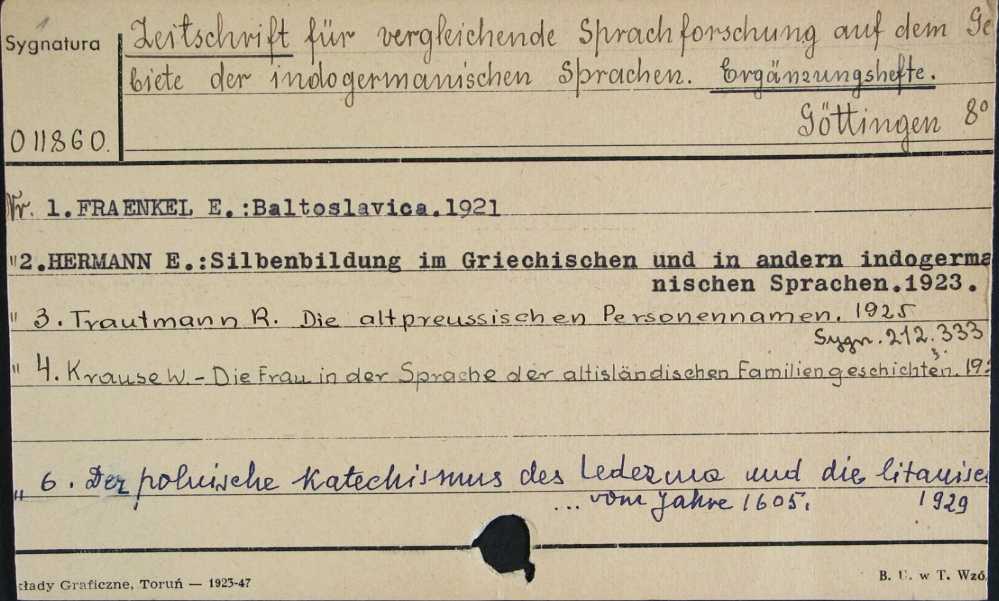 Sygnatura
Zeitschrift für vergleichende Sprachforschung auf dem Ge
biete der indogermanischen Sprachen. Ergänzungshefte.
011860.
Göttingen 8°
Nr. 1.FRAENKEL E.:Baltoslavica.1921
"2.HERMANN E.:Silbenbildung im Griechischen und in andern indogerma
nischen Sprachen.1923.
" 3. Trautmann R. Die altpreussischen Personennamen. 1925
Sygn. 212.333
" 4. Krause W. - Die Frau in der Sprache der altisländischen Familiengeschichten. 192
3.
" 6. Der polnische Katechismus des Ledezma und die litauisc
... vom Jahre 1605. 1929
kłady Graficzne, Toruń — 1923-47
B. U. w T. Wzó.